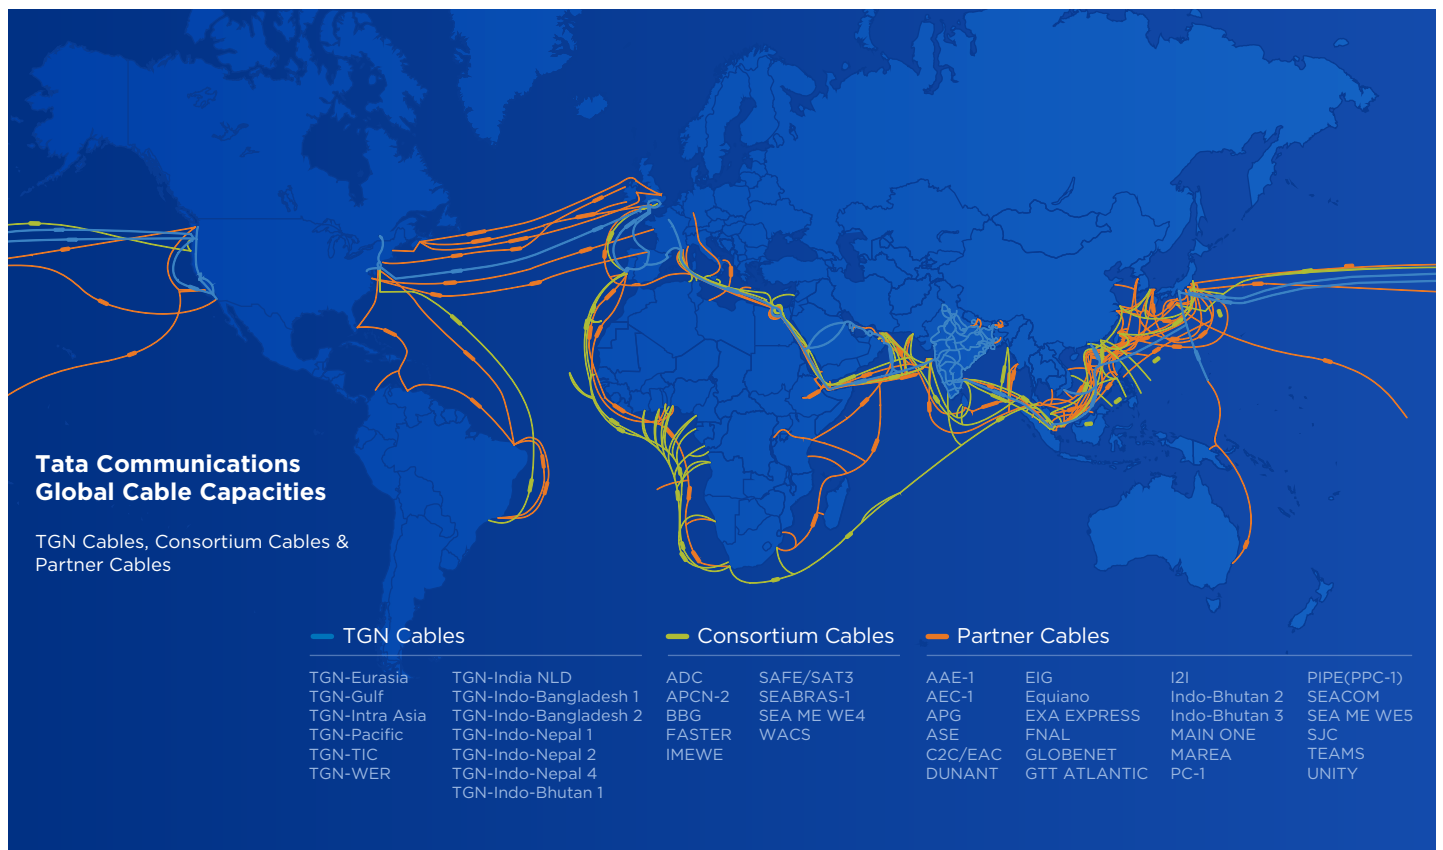 Tata Communications
Global Cable Capacities
TGN Cables, Consortium Cables &
Partner Cables
TGN Cables
TGN-Eurasia
TGN-Gulf
TGN-Intra Asia
TGN-Pacific
TGN-TIC
TGN-WER
TGN-India NLD
TGN-Indo-Bangladesh 1
TGN-Indo-Bangladesh 2
TGN-Indo-Nepal 1
TGN-Indo-Nepal 2
TGN-Indo-Nepal 4
TGN-Indo-Bhutan 1
Consortium Cables
ADC
APCN-2
BBG
FASTER
IMEWE
SAFE/SAT3
SEABRAS-1
SEA ME WE4
WACS
Partner Cables
AAE-1
AEC-1
APG
ASE
C2C/EAC
DUNANT
EIG
Equiano
EXA EXPRESS
FNAL
GLOBENET
GTT ATLANTIC
I2I
Indo-Bhutan 2
Indo-Bhutan 3
MAIN ONE
MAREA
PC-1
PIPE(PPC-1)
SEACOM
SEA ME WE5
SJC
TEAMS
UNITY